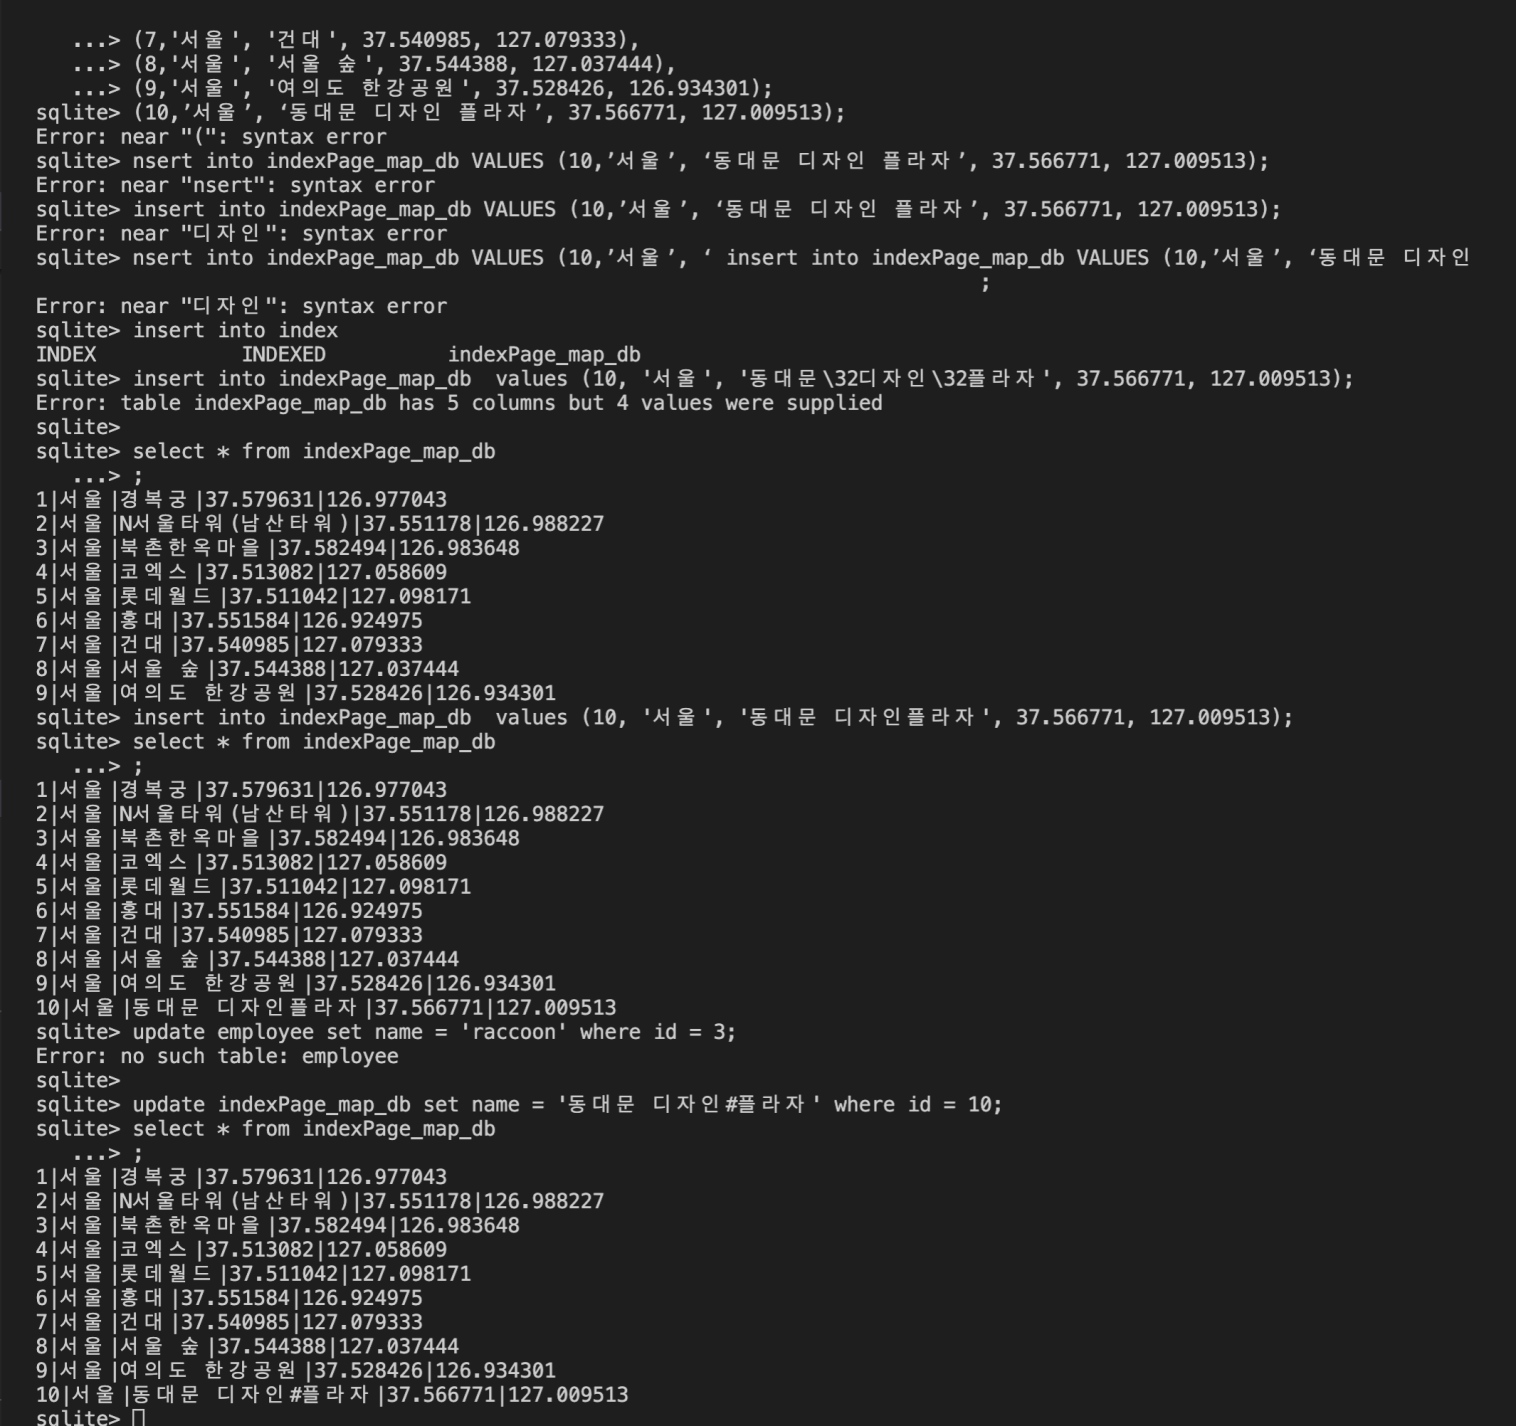 ...> (7,'서울', '건대', 37.540985, 127.079333),
...> (8,'서울', '서울 숲', 37.544388, 127.037444),
...> (9,'서울', '여의도 한강공원', 37.528426, 126.934301);
sqlite> (10,’서울’, ‘동대문 디자인 플라자’, 37.566771, 127.009513);
Error: near "(": syntax error
sqlite> nsert into indexPage_map_db VALUES (10,’서울’, ‘동대문 디자인 플라자’, 37.566771, 127.009513);
Error: near "nsert": syntax error
sqlite> insert into indexPage_map_db VALUES (10,’서울’, ‘동대문 디자인 플라자’, 37.566771, 127.009513);
Error: near "디자인": syntax error
sqlite> nsert into indexPage_map_db VALUES (10,’서울’, ‘ insert into indexPage_map_db VALUES (10,’서울’, ‘동대문 디자인
;
Error: near "디자인": syntax error
sqlite> insert into index
INDEX INDEXED indexPage_map_db
sqlite> insert into indexPage_map_db  values (10, '서울', '동대문\32디자인\32플라자', 37.566771, 127.009513);
Error: table indexPage_map_db has 5 columns but 4 values were supplied
sqlite>
sqlite> select * from indexPage_map_db
...> ;
1|서울|경복궁|37.579631|126.977043
2|서울|N서울타워(남산타워)|37.551178|126.988227
3|서울|북촌한옥마을|37.582494|126.983648
4|서울|코엑스|37.513082|127.058609
5|서울|롯데월드|37.511042|127.098171
6|서울|홍대|37.551584|126.924975
7|서울|건대|37.540985|127.079333
8|서울|서울 숲|37.544388|127.037444
9|서울|여의도 한강공원|37.528426|126.934301
sqlite> insert into indexPage_map_db  values (10, '서울', '동대문 디자인플라자', 37.566771, 127.009513);
sqlite> select * from indexPage_map_db
...> ;
1|서울|경복궁|37.579631|126.977043
2|서울|N서울타워(남산타워)|37.551178|126.988227
3|서울|북촌한옥마을|37.582494|126.983648
4|서울|코엑스|37.513082|127.058609
5|서울|롯데월드|37.511042|127.098171
6|서울|홍대|37.551584|126.924975
7|서울|건대|37.540985|127.079333
8|서울|서울 숲|37.544388|127.037444
9|서울|여의도 한강공원|37.528426|126.934301
10|서울|동대문 디자인플라자|37.566771|127.009513
sqlite> update employee set name = 'raccoon' where id = 3;
Error: no such table: employee
sqlite>
sqlite> update indexPage_map_db set name = '동대문 디자인#플라자' where id = 10;
sqlite> select * from indexPage_map_db
...> ;
1|서울|경복궁|37.579631|126.977043
2|서울|N서울타워(남산타워)|37.551178|126.988227
3|서울|북촌한옥마을|37.582494|126.983648
4|서울|코엑스|37.513082|127.058609
5|서울|롯데월드|37.511042|127.098171
6|서울|홍대|37.551584|126.924975
7|서울|건대|37.540985|127.079333
8|서울|서울 숲|37.544388|127.037444
9|서울|여의도 한강공원|37.528426|126.934301
10|서울|동대문 디자인#플라자|37.566771|127.009513
sqlite>